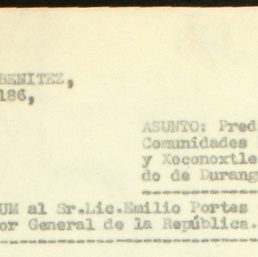 BENITEZ,
186,
ASUNTO: Pred
Comunidades
y Xoconoxtle
do de Durang
UM al Sr.Lic.Emilio Portes
or General de la República.